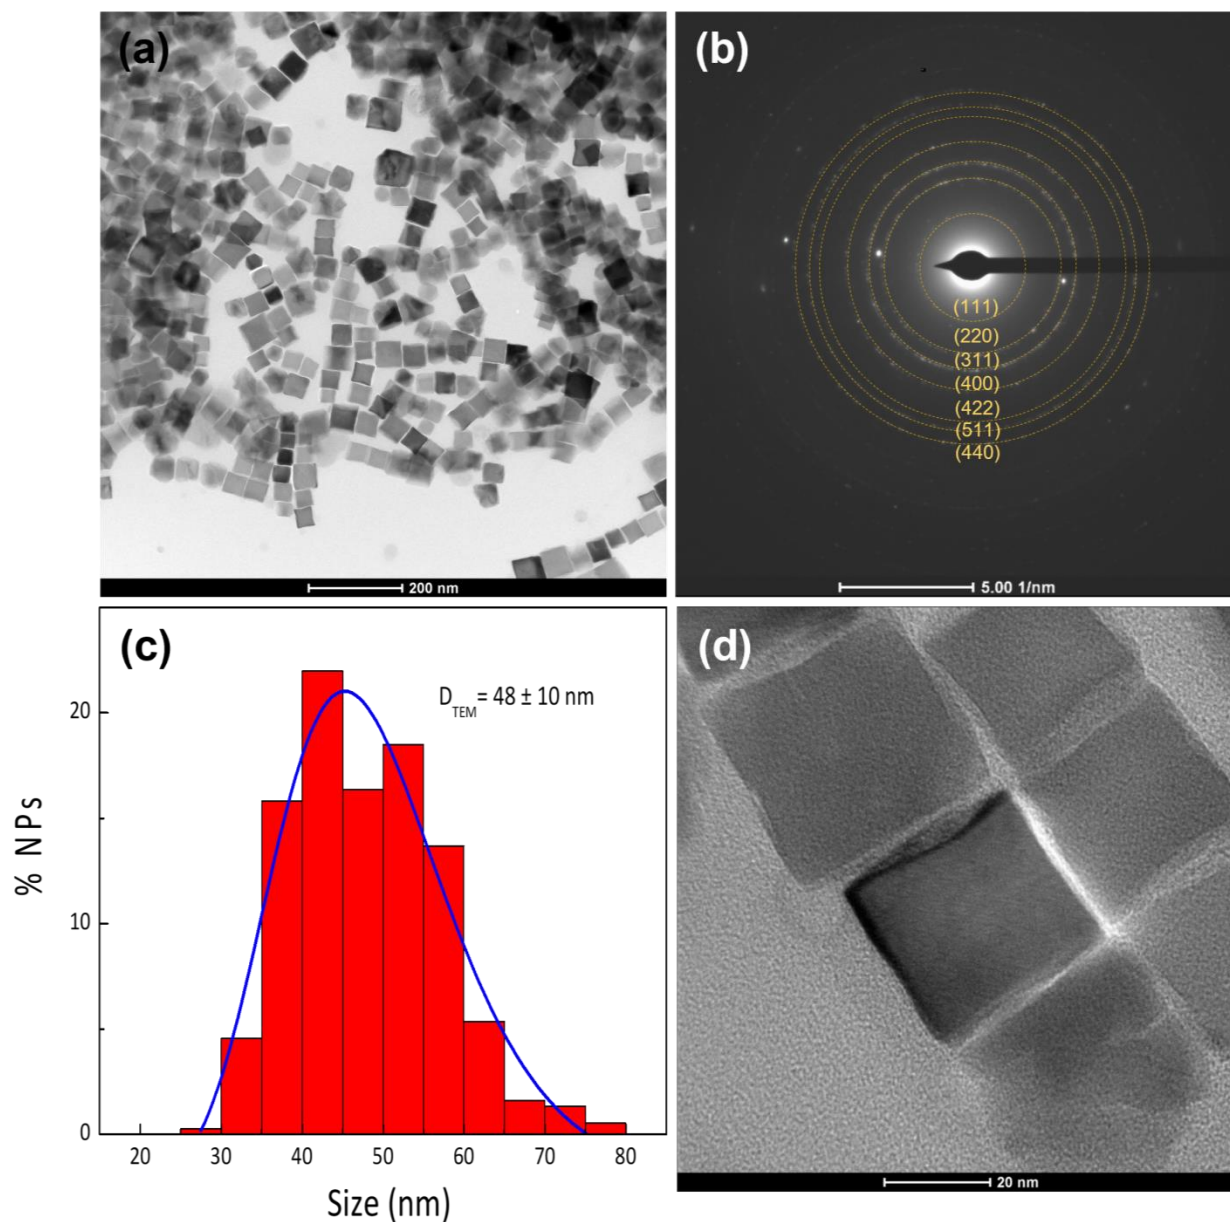 (a)
200 nm
(b)
(111)
(220)
(311)
(400)
(422)
(511)
(440)
5.00 1/nm
(c)
D_TEM = 48 ± 10 nm
% NPs
20
10
0
20 30 40 50 60 70 80
Size (nm)
(d)
20 nm